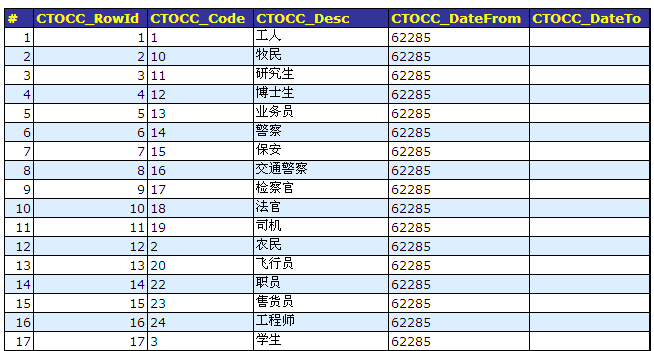 # CTOCC_RowId CTOCC_Code CTOCC_Desc CTOCC_DateFrom CTOCC_DateTo
1 1 1 工人 62285
2 2 10 牧民 62285
3 3 11 研究生 62285
4 4 12 博士生 62285
5 5 13 业务员 62285
6 6 14 警察 62285
7 7 15 保安 62285
8 8 16 交通警察 62285
9 9 17 检察官 62285
10 10 18 法官 62285
11 11 19 司机 62285
12 12 2 农民 62285
13 13 20 飞行员 62285
14 14 22 职员 62285
15 15 23 售货员 62285
16 16 24 工程师 62285
17 17 3 学生 62285